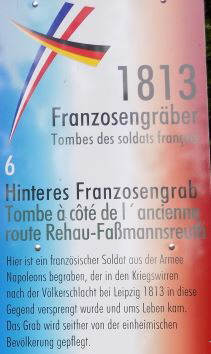 1813
Franzosengräber
Tombes des soldats français
6
Hinteres Franzosengrab
Tombe à côté de l´ancienne
route Rehau-Faßmannsreuth
Hier ist ein französischer Soldat aus der Armee
Napoleons begraben, der in den Kriegswirren
nach der Völkerschlacht bei Leipzig 1813 in diese
Gegend versprengt wurde und ums Leben kam.
Das Grab wird seither von der einheimischen
Bevölkerung gepflegt.